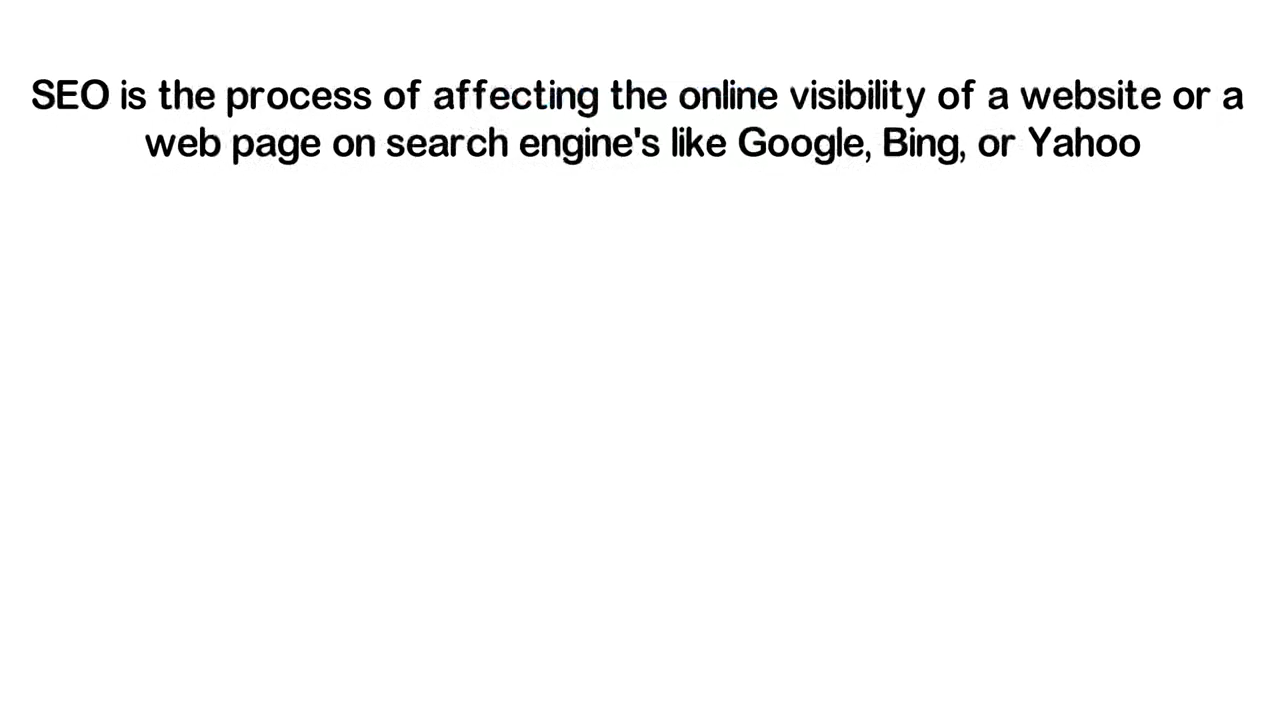 SEO is the process of affecting the online visibility of a website or a
web page on search engine's like Google, Bing, or Yahoo